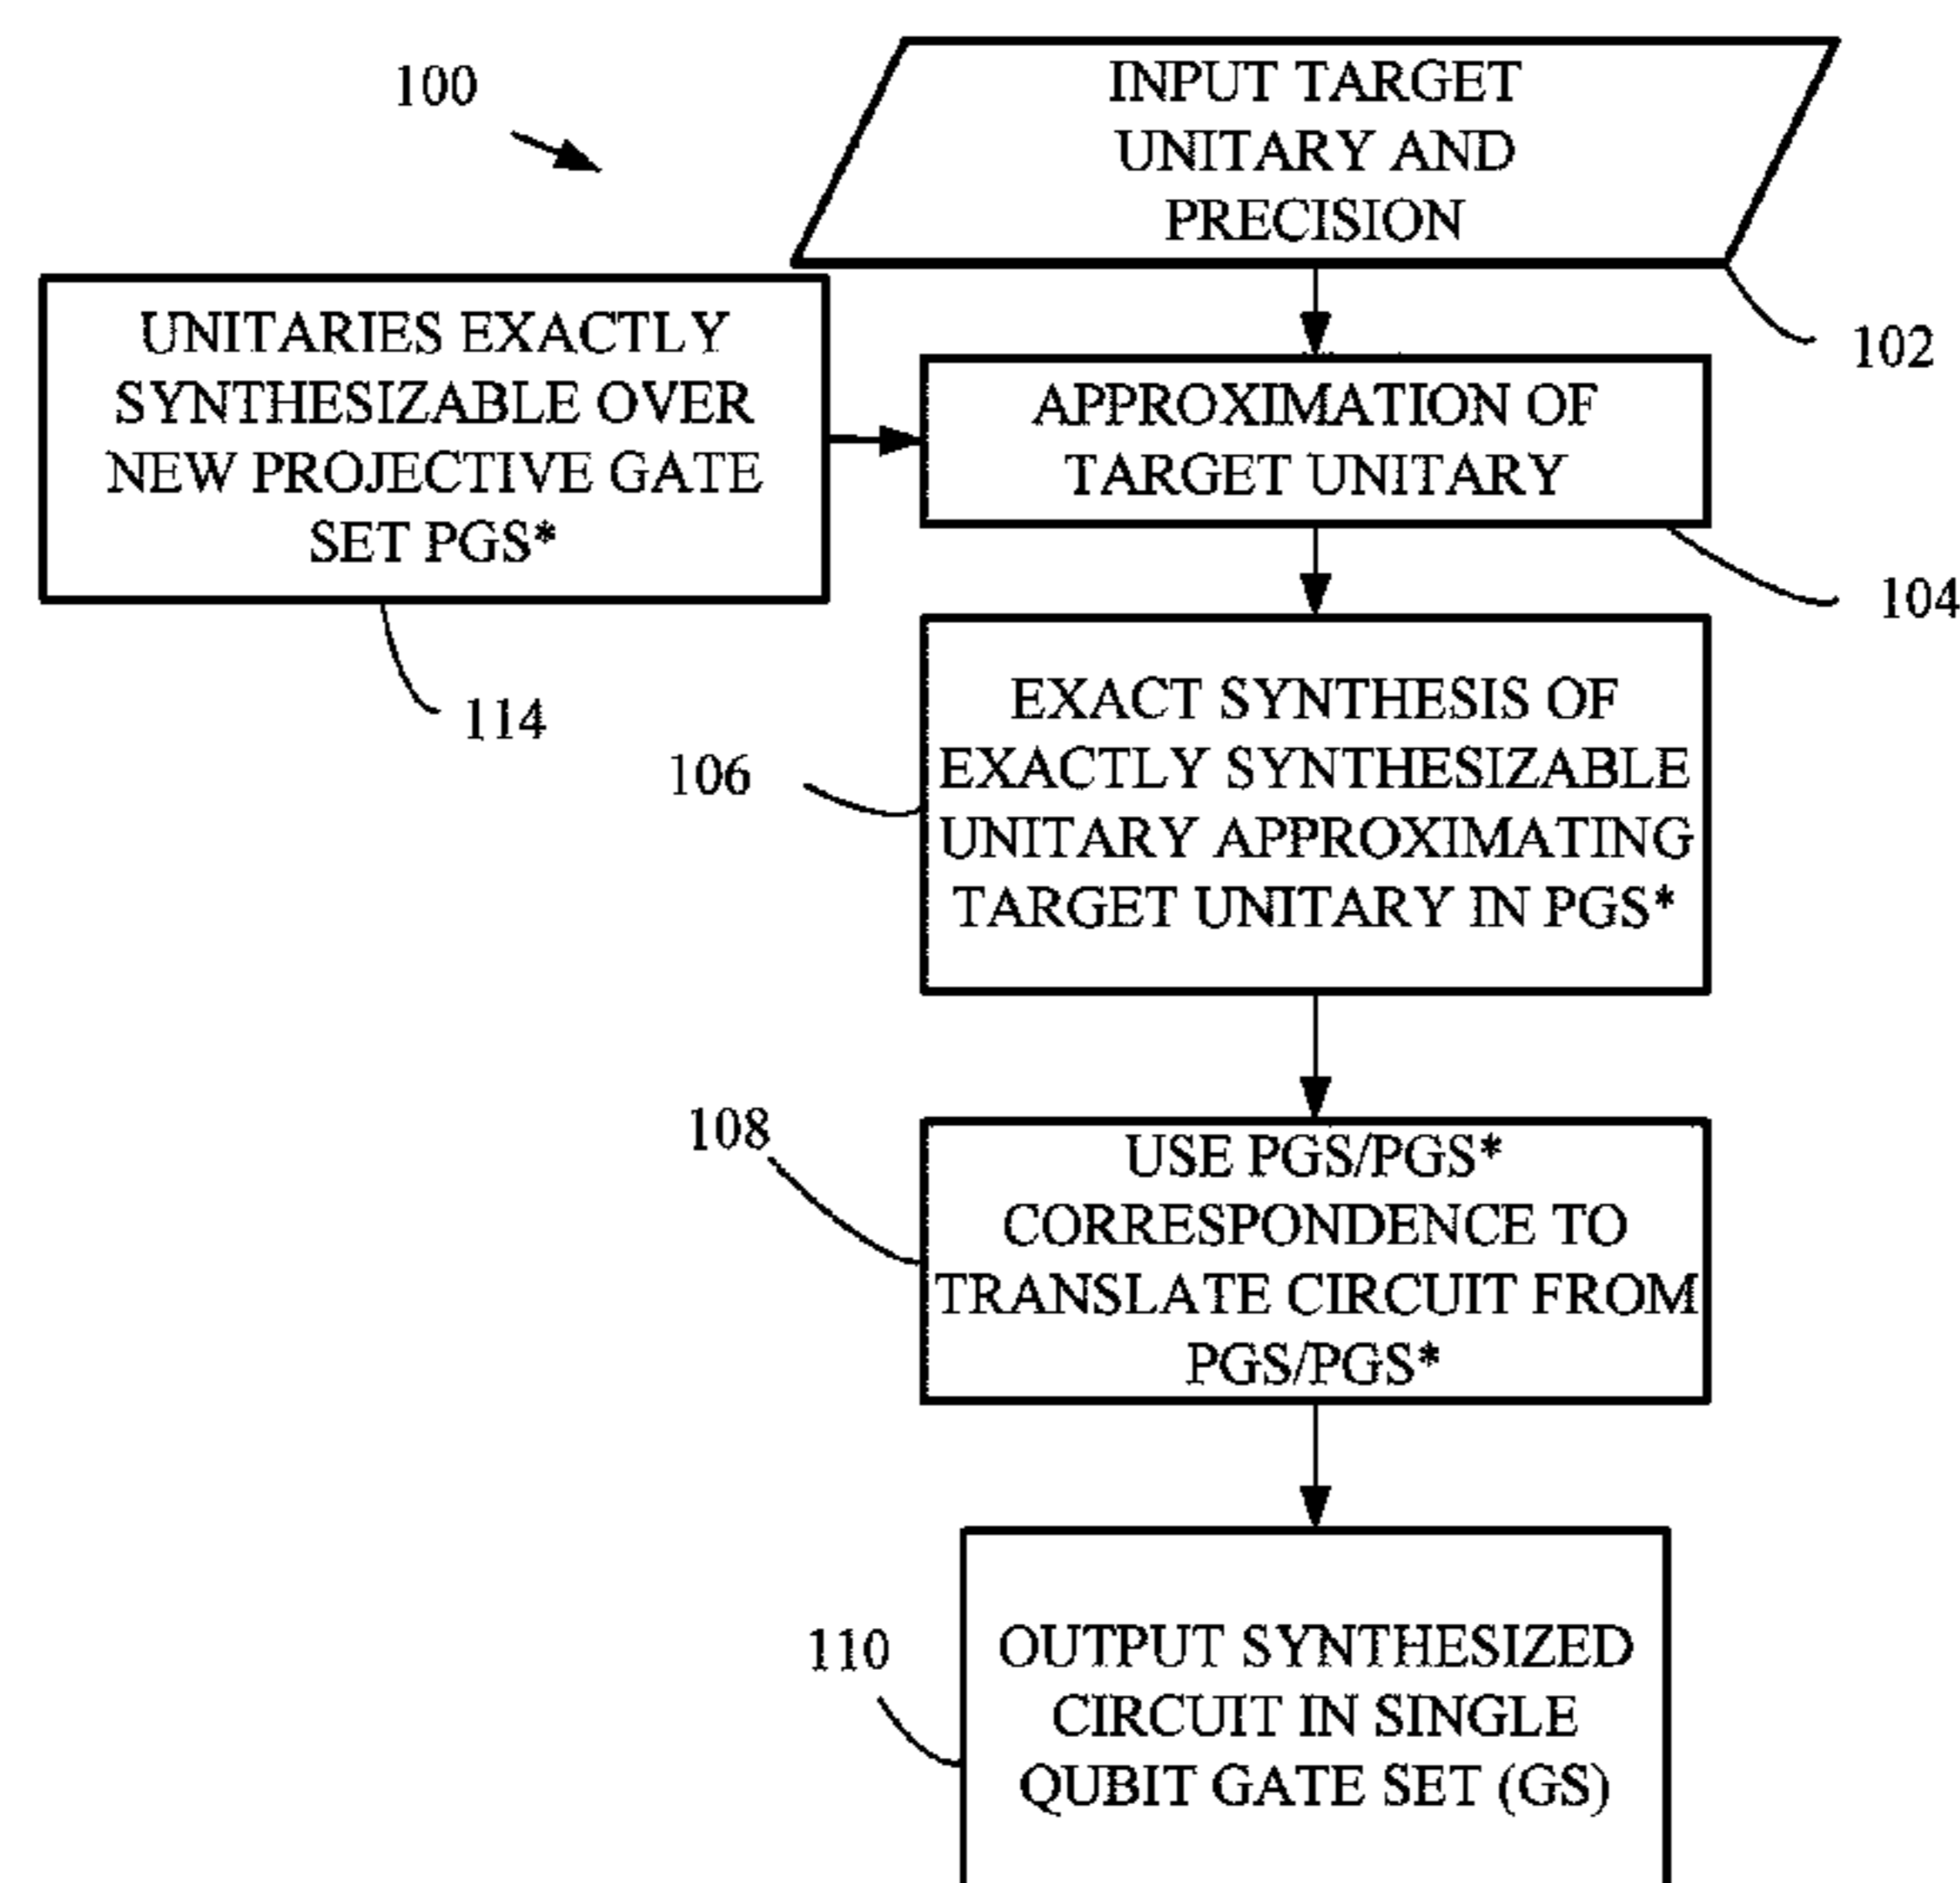 100
INPUT TARGET
UNITARY AND
PRECISION
102
UNITARIES EXACTLY
SYNTHESIZABLE OVER
NEW PROJECTIVE GATE
SET PGS*
114
APPROXIMATION OF
TARGET UNITARY
104
EXACT SYNTHESIS OF
EXACTLY SYNTHESIZABLE
UNITARY APPROXIMATING
TARGET UNITARY IN PGS*
106
108
USE PGS/PGS*
CORRESPONDENCE TO
TRANSLATE CIRCUIT FROM
PGS/PGS*
110
OUTPUT SYNTHESIZED
CIRCUIT IN SINGLE
QUBIT GATE SET (GS)